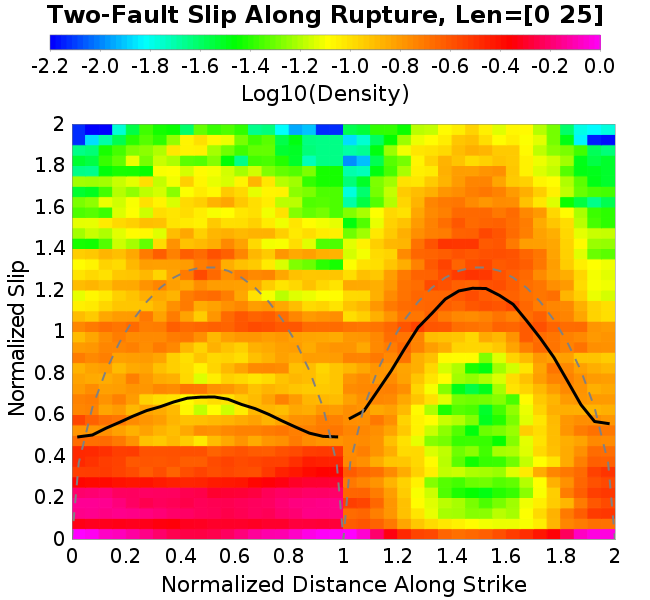 Two-Fault Slip Along Rupture, Len=[0 25]
-2.2 -2.0 -1.8 -1.6 -1.4 -1.2 -1.0 -0.8 -0.6 -0.4 -0.2 0.0
Log10(Density)
2
1.8
1.6
1.4
1.2
1
0.8
0.6
0.4
0.2
0
Normalized Slip
0 0.2 0.4 0.6 0.8 1 1.2 1.4 1.6 1.8 2
Normalized Distance Along Strike